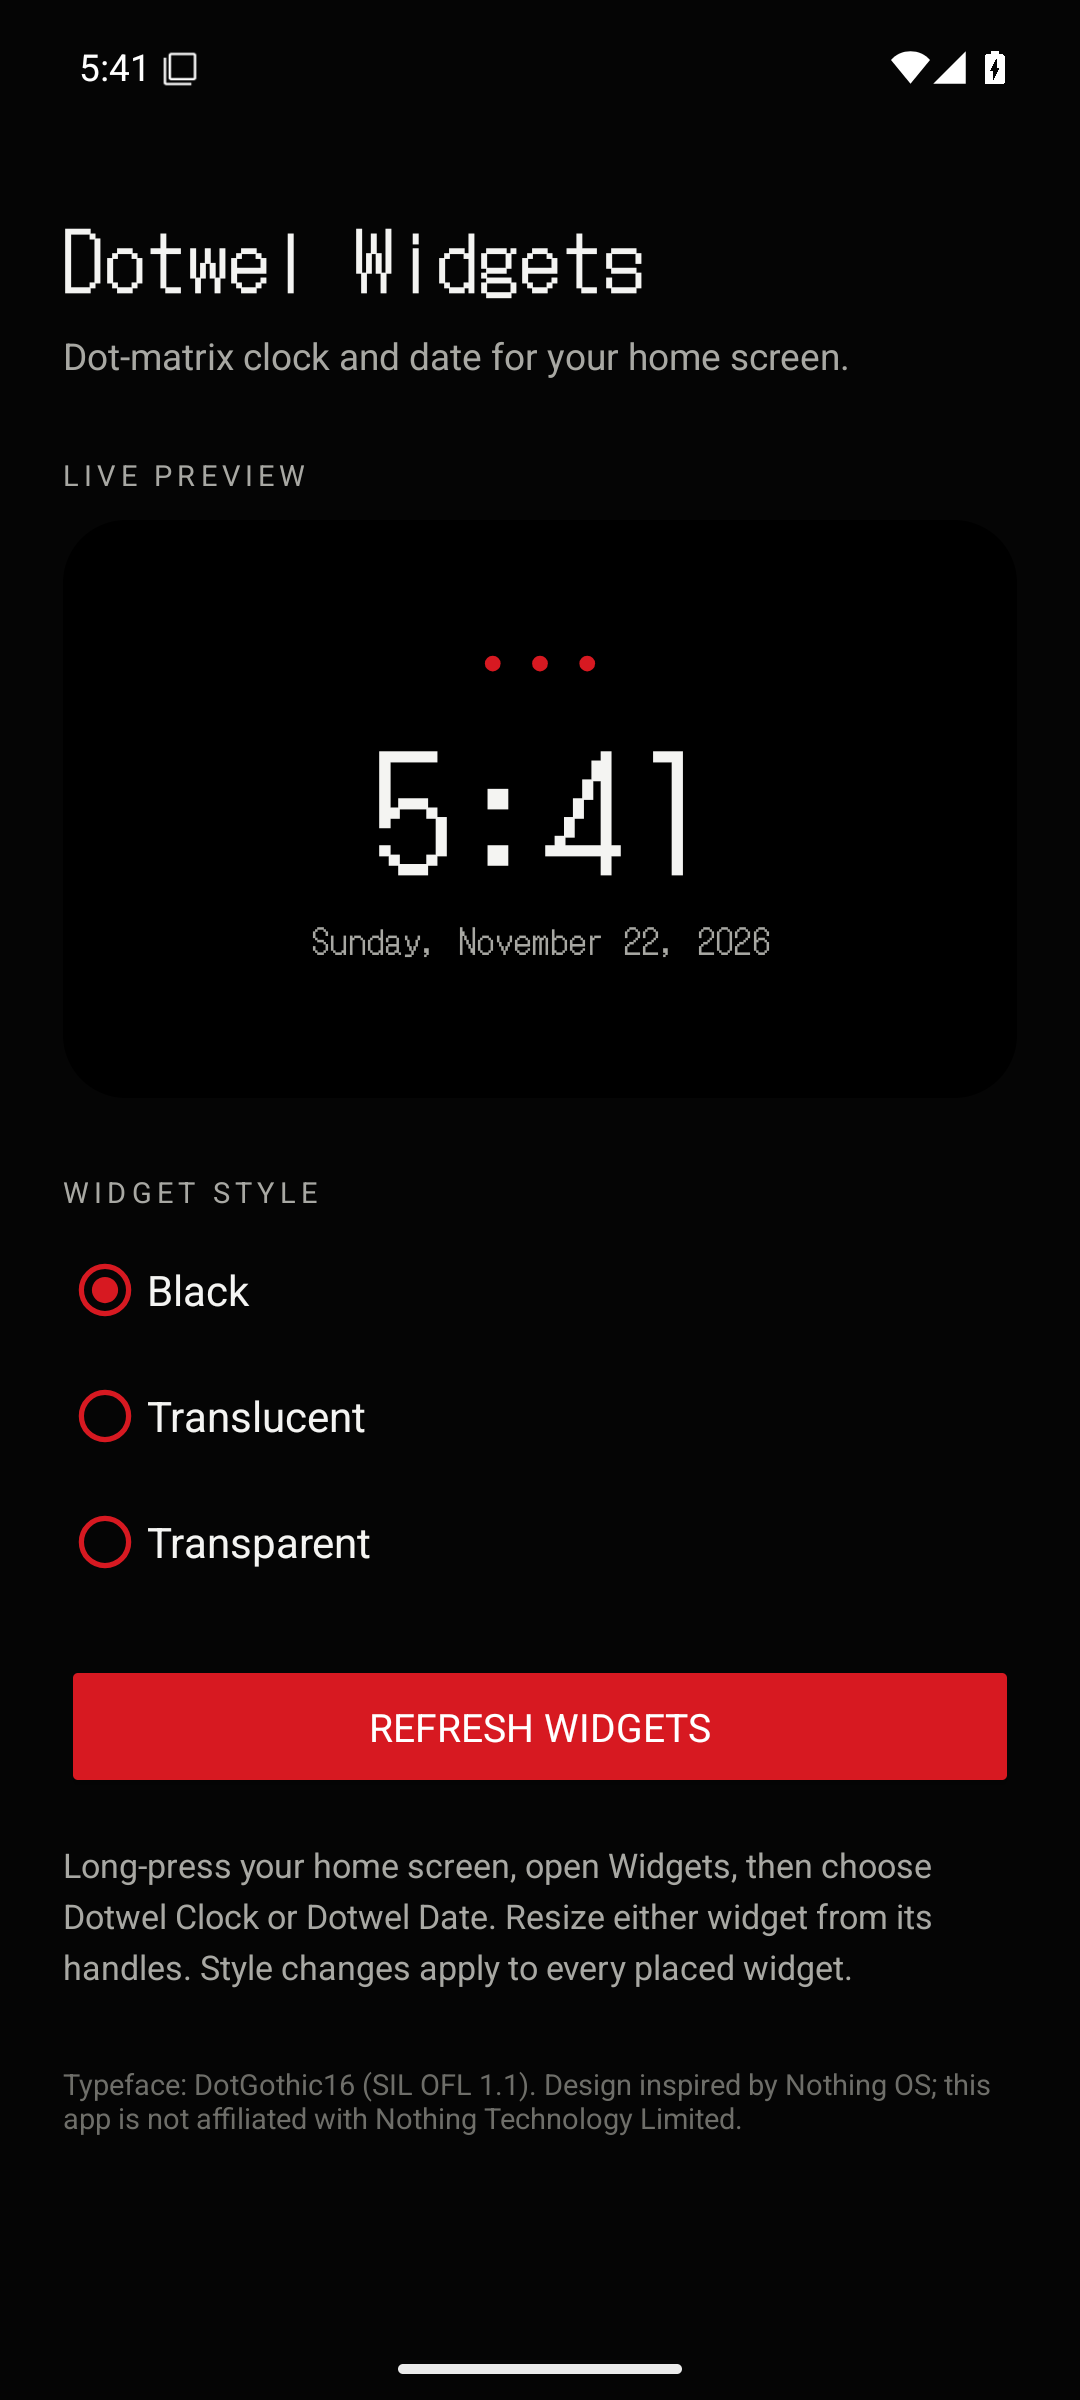 5:41
Dotwel Widgets
Dot-matrix clock and date for your home screen.
LIVE PREVIEW
5:41
Sunday, November 22, 2026
WIDGET STYLE
Black
Translucent
Transparent
REFRESH WIDGETS
Long-press your home screen, open Widgets, then choose
Dotwel Clock or Dotwel Date. Resize either widget from its
handles. Style changes apply to every placed widget.
Typeface: DotGothic16 (SIL OFL 1.1). Design inspired by Nothing OS; this
app is not affiliated with Nothing Technology Limited.